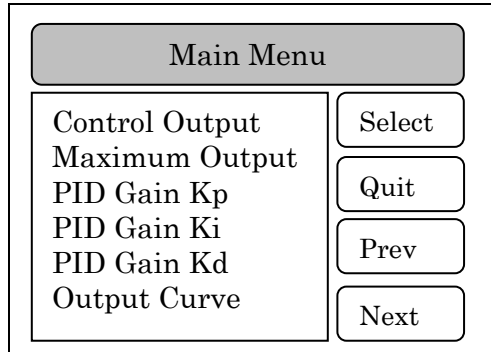 Main Menu
Control Output
Maximum Output
PID Gain Kp
PID Gain Ki
PID Gain Kd
Output Curve
Select
Quit
Prev
Next